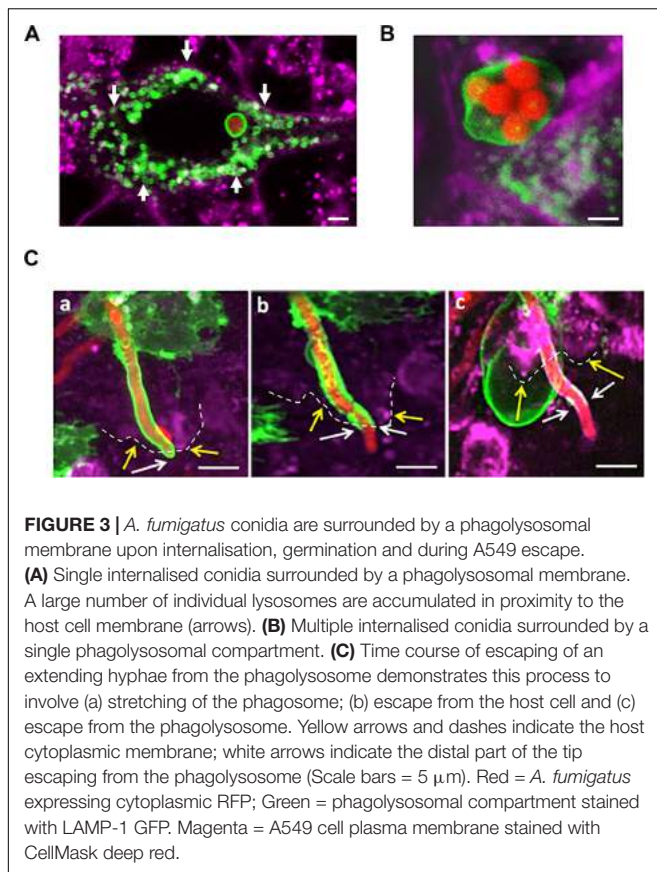 A
B
C
a
b
c
FIGURE 3 | A. fumigatus conidia are surrounded by a phagolysosomal
membrane upon internalisation, germination and during A549 escape.
(A) Single internalised conidia surrounded by a phagolysosomal membrane.
A large number of individual lysosomes are accumulated in proximity to the
host cell membrane (arrows). (B) Multiple internalised conidia surrounded by a
single phagolysosomal compartment. (C) Time course of escaping of an
extending hyphae from the phagosome demonstrates this process to
involve (a) stretching of the phagosome; (b) escape from the host cell and (c)
escape from the phagolysosome. Yellow arrows and dashes indicate the host
cytoplasmic membrane; white arrows indicate the distal part of the tip
escaping from the phagolysosome (Scale bars = 5 μm). Red = A. fumigatus
expressing cytoplasmic RFP; Green = phagolysosomal compartment stained
with LAMP-1 GFP. Magenta = A549 cell plasma membrane stained with
CellMask deep red.